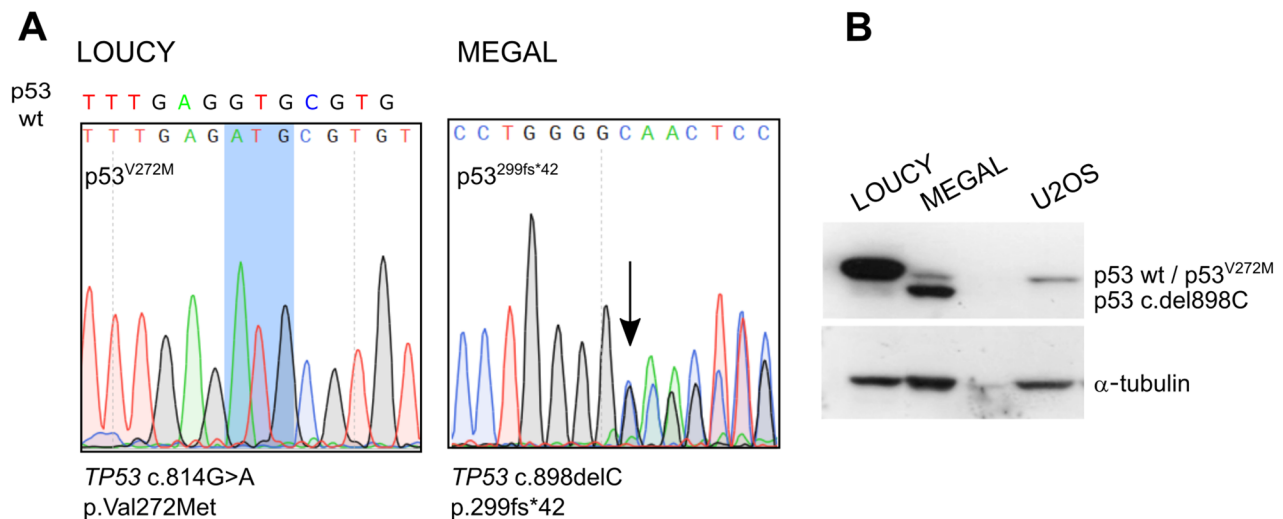 A
LOUCY
MEGAL
p53 wt
T T T G A G G T G C G T G
T T T G A G A T G C G T G T
p53V272M
C C T G G G G C A A C T C C
p53299fs*42
TP53 c.814G>A
p.Val272Met
TP53 c.898delC
p.299fs*42
B
LOUCY
MEGAL
U2OS
p53 wt / p53V272M
p53 c.del898C
α-tubulin